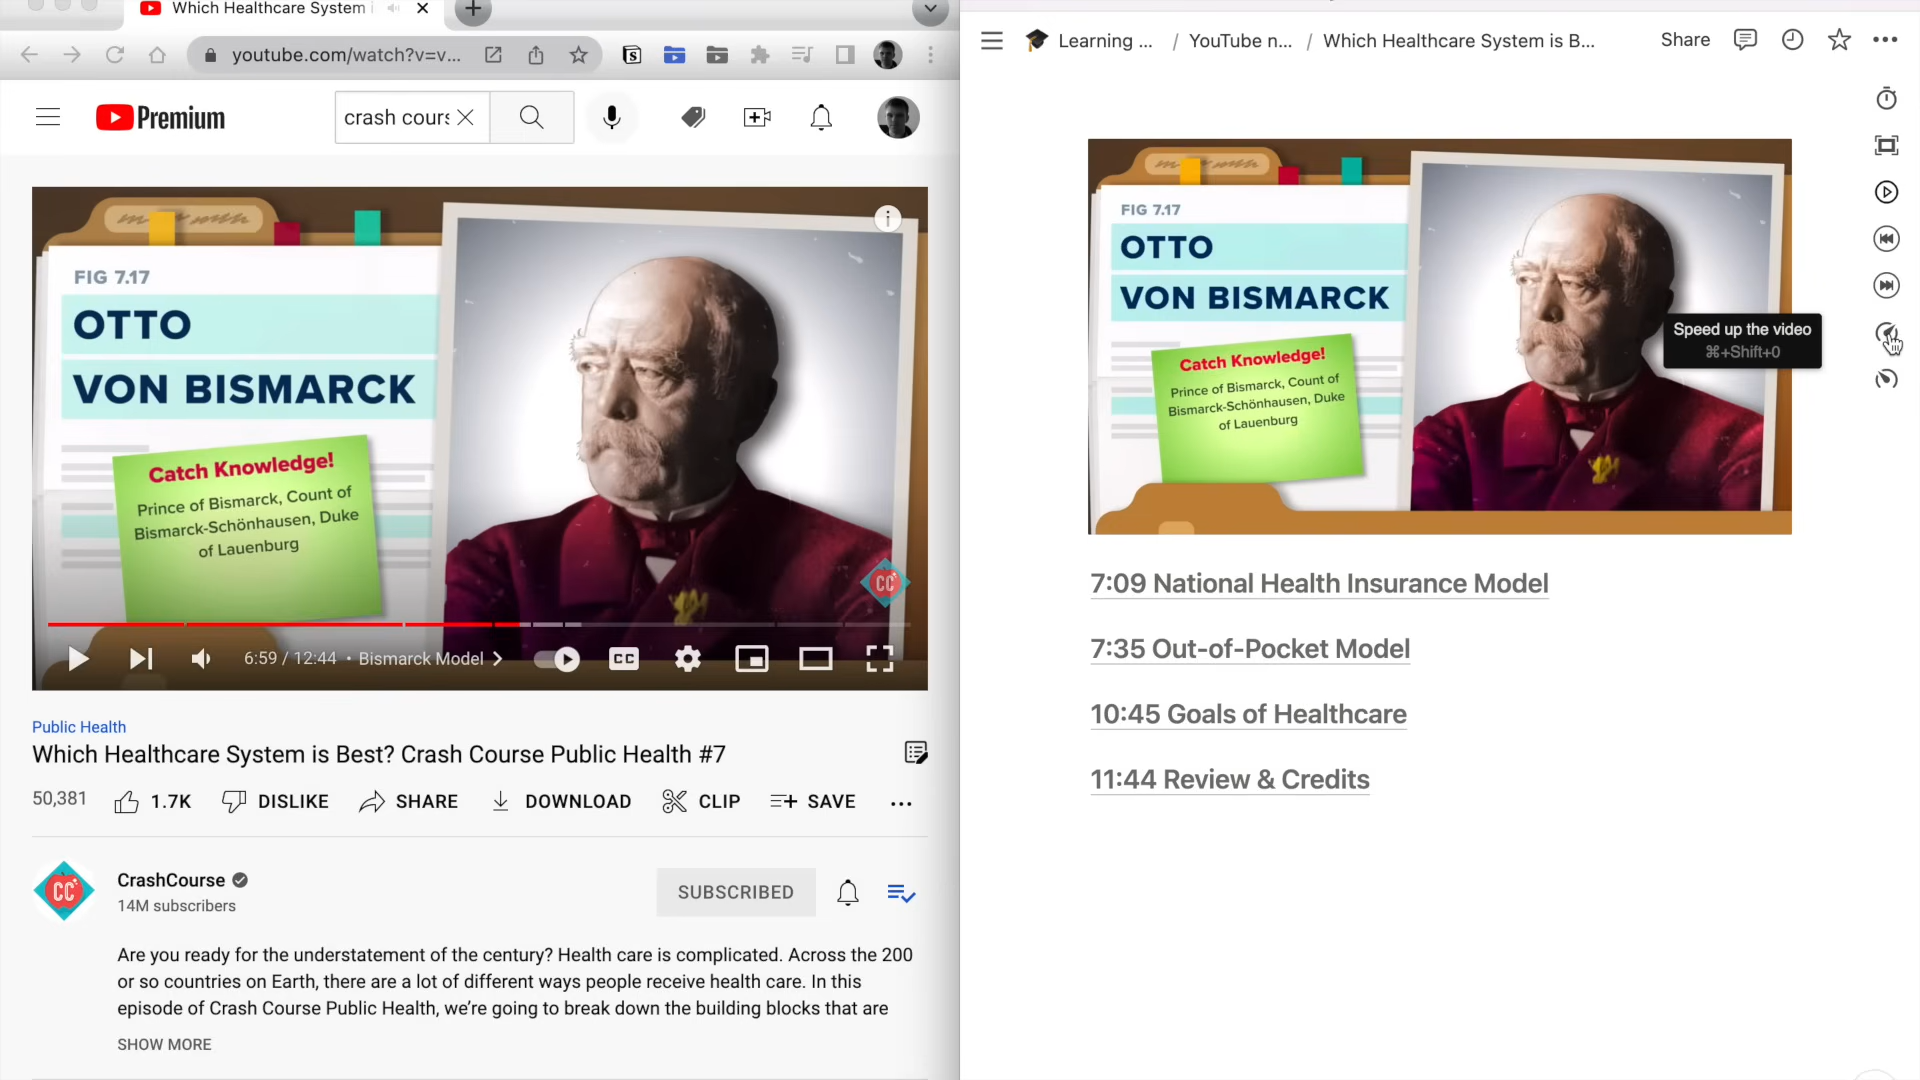 Which Healthcare System i
youtube.com/watch?v=v...
Premium
crash cours
FIG 7.17
OTTO
VON BISMARCK
Catch Knowledge!
Prince of Bismarck, Count of
Bismarck-Schönhausen, Duke
of Lauenburg
CC
6:59 / 12:44 • Bismarck Model
CC
Public Health
Which Healthcare System is Best? Crash Course Public Health #7
50,381
1.7K
DISLIKE
SHARE
DOWNLOAD
CLIP
SAVE
CC
CrashCourse
14M subscribers
SUBSCRIBED
Are you ready for the understatement of the century? Health care is complicated. Across the 200
or so countries on Earth, there are a lot of different ways people receive health care. In this
episode of Crash Course Public Health, we're going to break down the building blocks that are
SHOW MORE
Learning ... / YouTube n... / Which Healthcare System is B...
Share
FIG 7.17
OTTO
VON BISMARCK
Catch Knowledge!
Prince of Bismarck, Count of
Bismarck-Schönhausen, Duke
of Lauenburg
Speed up the video
⌘+Shift+0
7:09 National Health Insurance Model
7:35 Out-of-Pocket Model
10:45 Goals of Healthcare
11:44 Review & Credits